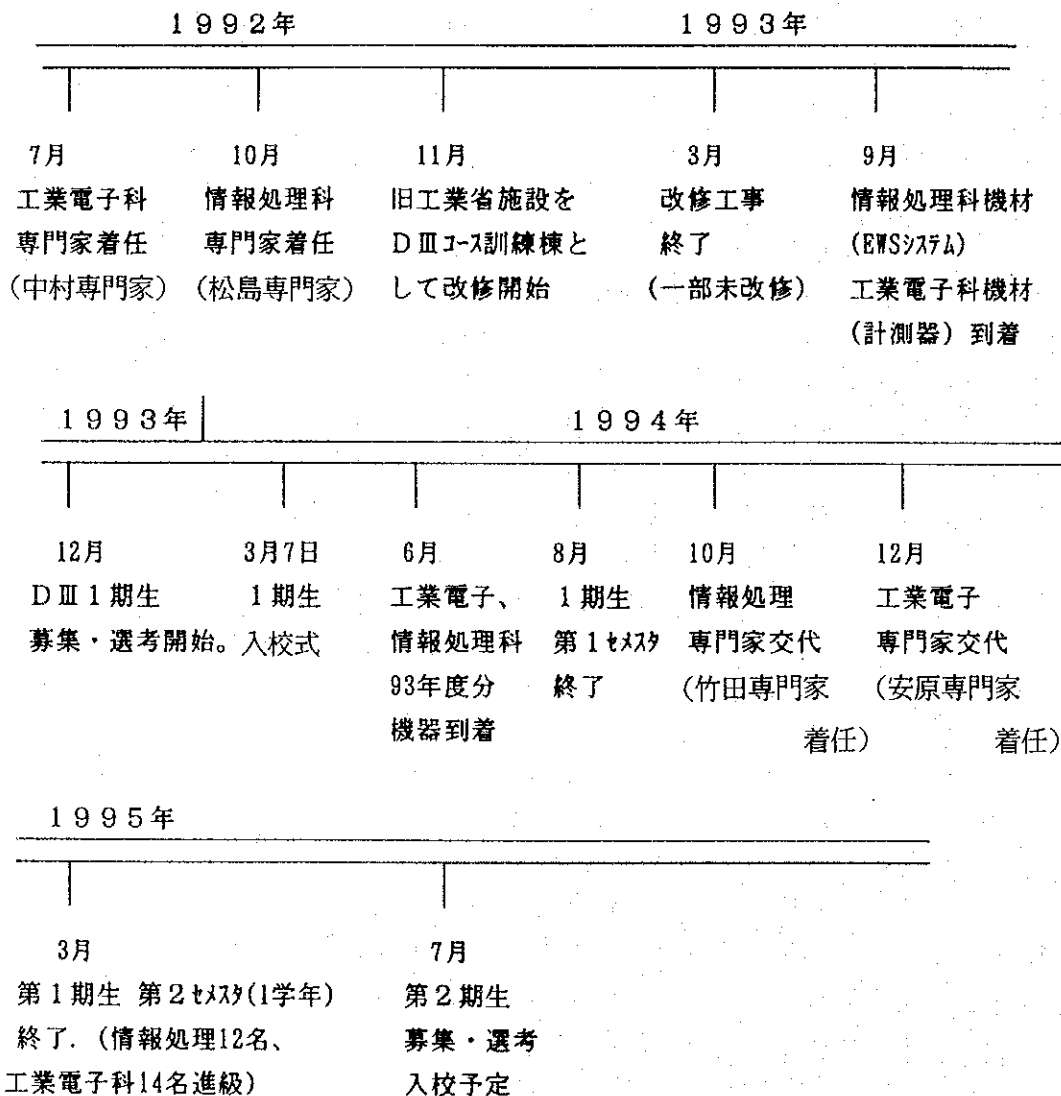 1992年 1993年
7月 10月 11月 3月 9月
工業電子科 情報処理科 旧工業省施設を 改修工事 情報処理科機材
専門家着任 専門家着任 DⅢコース訓練棟と 終了 (EWSシステム)
(中村専門家) (松島専門家) して改修開始 (一部未改修) 工業電子科機材
(計測器) 到着
1993年 1994年
12月 3月7日 6月 8月 10月 12月
DⅢ1期生 1期生 工業電子、 1期生 情報処理 工業電子
募集・選考開始。 入校式 情報処理科 第1セメスタ 専門家交代 専門家交代
93年度分 終了 (竹田専門家 (安原専門家
機器到着 着任) 着任)
1995年
3月 7月
第1期生 第2セメスタ(1学年) 第2期生
終了. (情報処理12名、 募集・選考
工業電子科14名進級) 入校予定